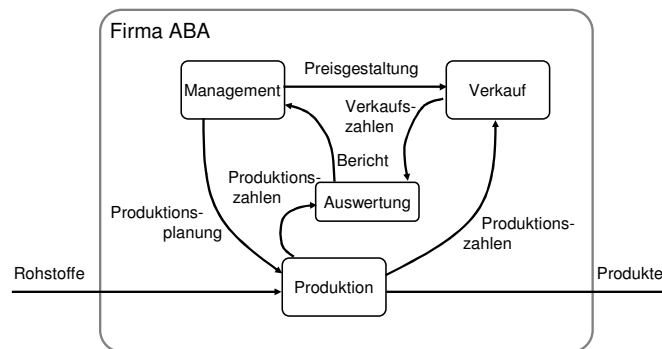 Firma ABA
Preisgestaltung
Management
Verkauf
Verkaufs-
zahlen
Bericht
Produktions-
zahlen
Auswertung
Produktions-
planung
Produktions-
zahlen
Rohstoffe
Produktion
Produkte